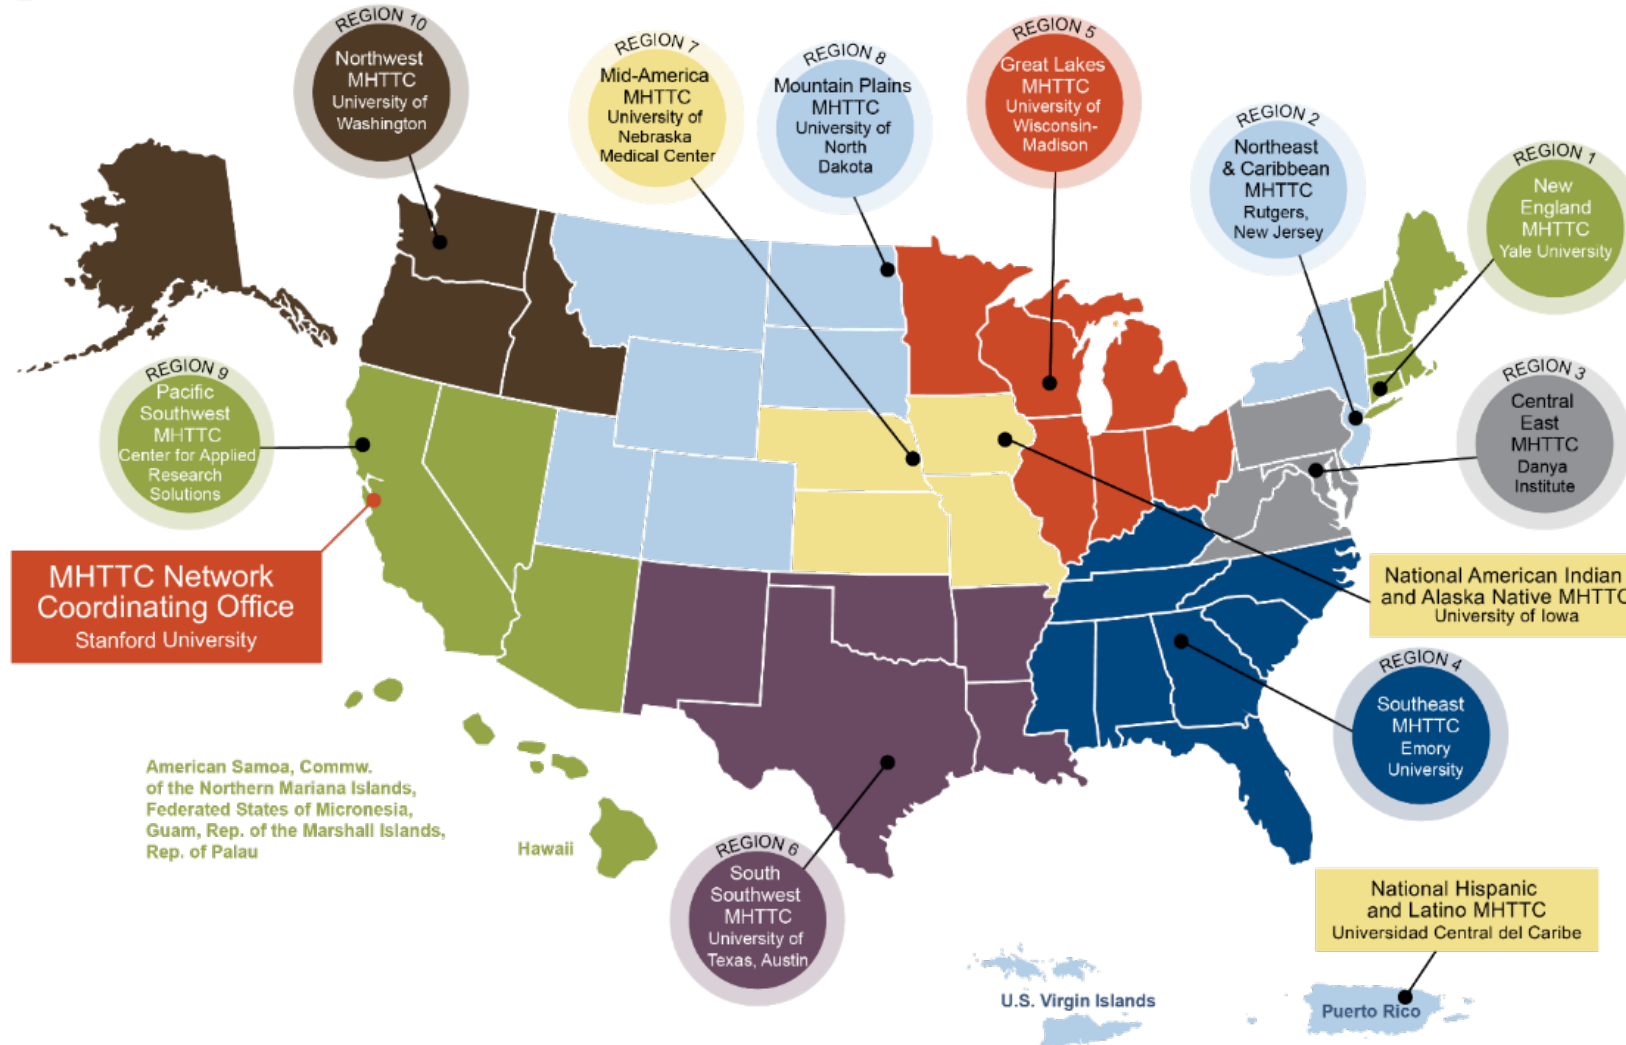 REGION 10
Northwest
MHTTC
University of
Washington
REGION 7
Mid-America
MHTTC
University of
Nebraska
Medical Center
REGION 8
Mountain Plains
MHTTC
University of
North
Dakota
REGION 5
Great Lakes
MHTTC
University of
Wisconsin-
Madison
REGION 2
Northeast
& Caribbean
MHTTC
Rutgers,
New Jersey
REGION 1
New
England
MHTTC
Yale University
REGION 9
Pacific
Southwest
MHTTC
Center for Applied
Research
Solutions
REGION 3
Central
East
MHTTC
Danya
Institute
MHTTC Network
Coordinating Office
Stanford University
National American Indian
and Alaska Native MHTTC
University of Iowa
REGION 4
Southeast
MHTTC
Emory
University
American Samoa, Commw.
of the Northern Mariana Islands,
Federated States of Micronesia,
Guam, Rep. of the Marshall Islands,
Rep. of Palau
Hawaii
REGION 6
South
Southwest
MHTTC
University of
Texas, Austin
National Hispanic
and Latino MHTTC
Universidad Central del Caribe
U.S. Virgin Islands
Puerto Rico